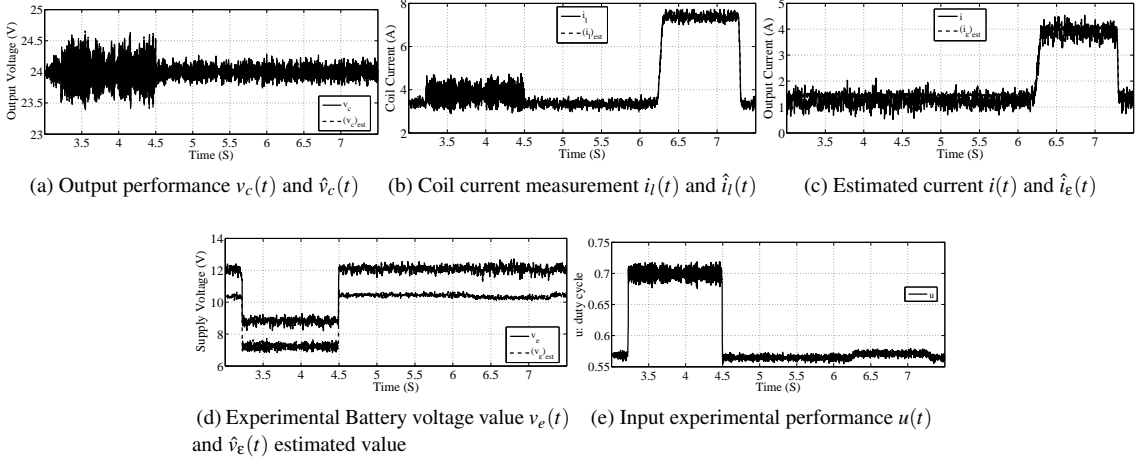 25
24.5
24
23.5
23
Output Voltage (V)
3.5 4 4.5 5 5.5 6 6.5 7
Time (S)
v_c
(v_c)_est
(a) Output performance v_c(t) and v̂_c(t)
8
6
4
2
Coil Current (A)
3.5 4 4.5 5 5.5 6 6.5 7
Time (S)
i_l
(i_l)_est
(b) Coil current measurement i_l(t) and î_l(t)
6
5
4
3
2
1
0
Output Current (A)
3.5 4 4.5 5 5.5 6 6.5 7
Time (S)
i
(i_ε)_est
(c) Estimated current i(t) and î_ε(t)
14
12
10
8
6
Supply Voltage (V)
3.5 4 4.5 5 5.5 6 6.5 7
Time (S)
v_e
(v_ε)_est
(d) Experimental Battery voltage value v_e(t)
and v̂_ε(t) estimated value
0.75
0.7
0.65
0.6
0.55
u: duty cycle
3.5 4 4.5 5 5.5 6 6.5 7
Time (S)
u
(e) Input experimental performance u(t)